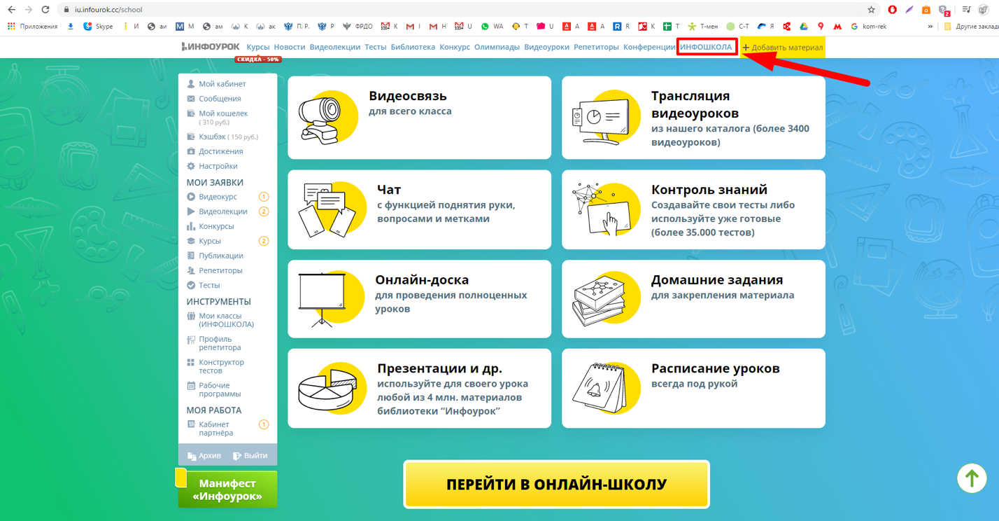 iu.infourok.cc/school
2
Приложения
Skype
И
аи
М
ам
К
ак
П. Р.
Р
ФРДО
100+ К
I
Н
100+ U
WA
Т
U
А
А
R
К
Т
Т-мен
С-Т
Я
kom-rek
»
Другие заклад
ИНФОУРОК
Курсы
Новости
Видеолекции
Тесты
Библиотека
Конкурс
Олимпиады
Видеоуроки
Репетиторы
Конференции
ИНФОШКОЛА
+ Добавить материал
СКИДКА - 50%
Мой кабинет
Сообщения
Мой кошелек
( 310 руб.)
Кэшбэк ( 150 руб.)
Достижения
Настройки
МОИ ЗАЯВКИ
Видеокурс 1
Видеолекции 2
Конкурсы
Курсы 2
Публикации
Репетиторы
Тесты
ИНСТРУМЕНТЫ
Мои классы
(ИНФОШКОЛА)
Профиль
репетитора
Конструктор
тестов
Рабочие
программы
МОЯ РАБОТА
Кабинет 1
партнёра
Архив
Выйти
Манифест
«Инфоурок»
Видеосвязь
для всего класса
Трансляция
видеоуроков
из нашего каталога (более 3400
видеоуроков)
Чат
с функцией поднятия руки,
вопросами и метками
Контроль знаний
Создавайте свои тесты либо
используйте уже готовые
(более 35.000 тестов)
Онлайн-доска
для проведения полноценных
уроков
Домашние задания
для закрепления материала
Презентации и др.
используйте для своего урока
любой из 4 млн. материалов
библиотеки “Инфоурок”
Расписание уроков
всегда под рукой
ПЕРЕЙТИ В ОНЛАЙН-ШКОЛУ